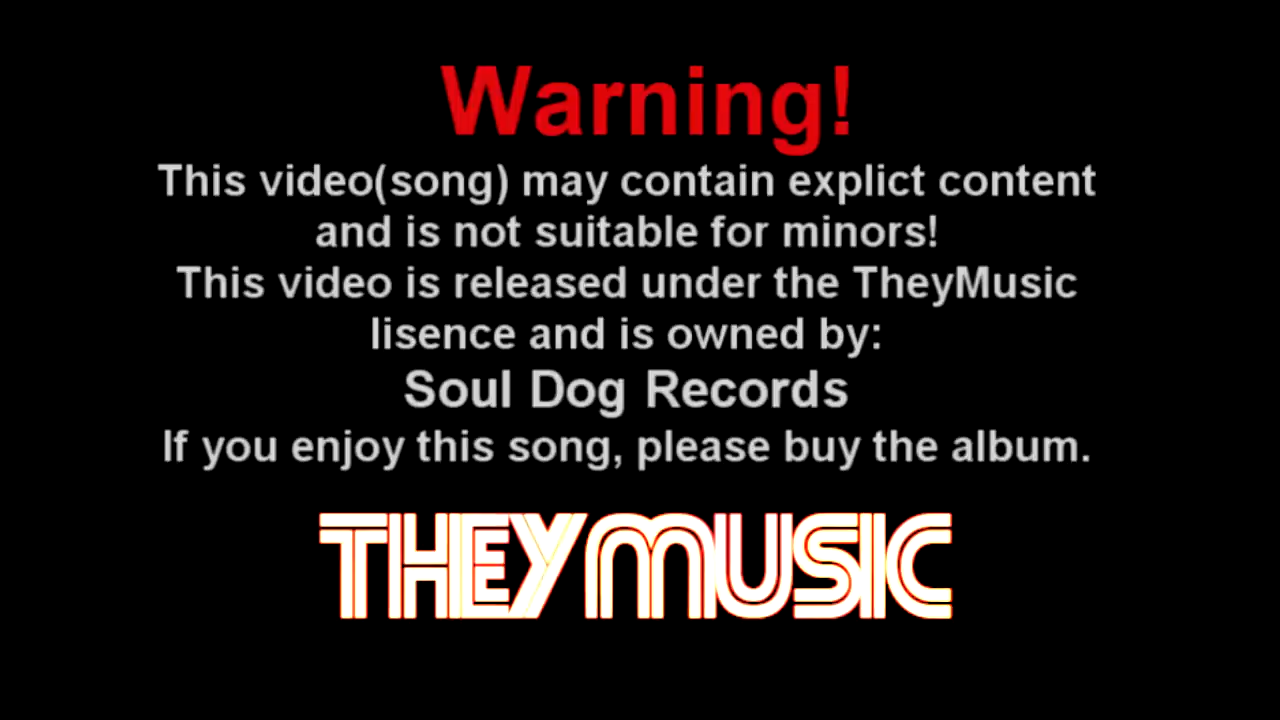 Warning!
This video(song) may contain explict content
and is not suitable for minors!
This video is released under the TheyMusic
lisence and is owned by:
Soul Dog Records
If you enjoy this song, please buy the album.
THEYMUSIC